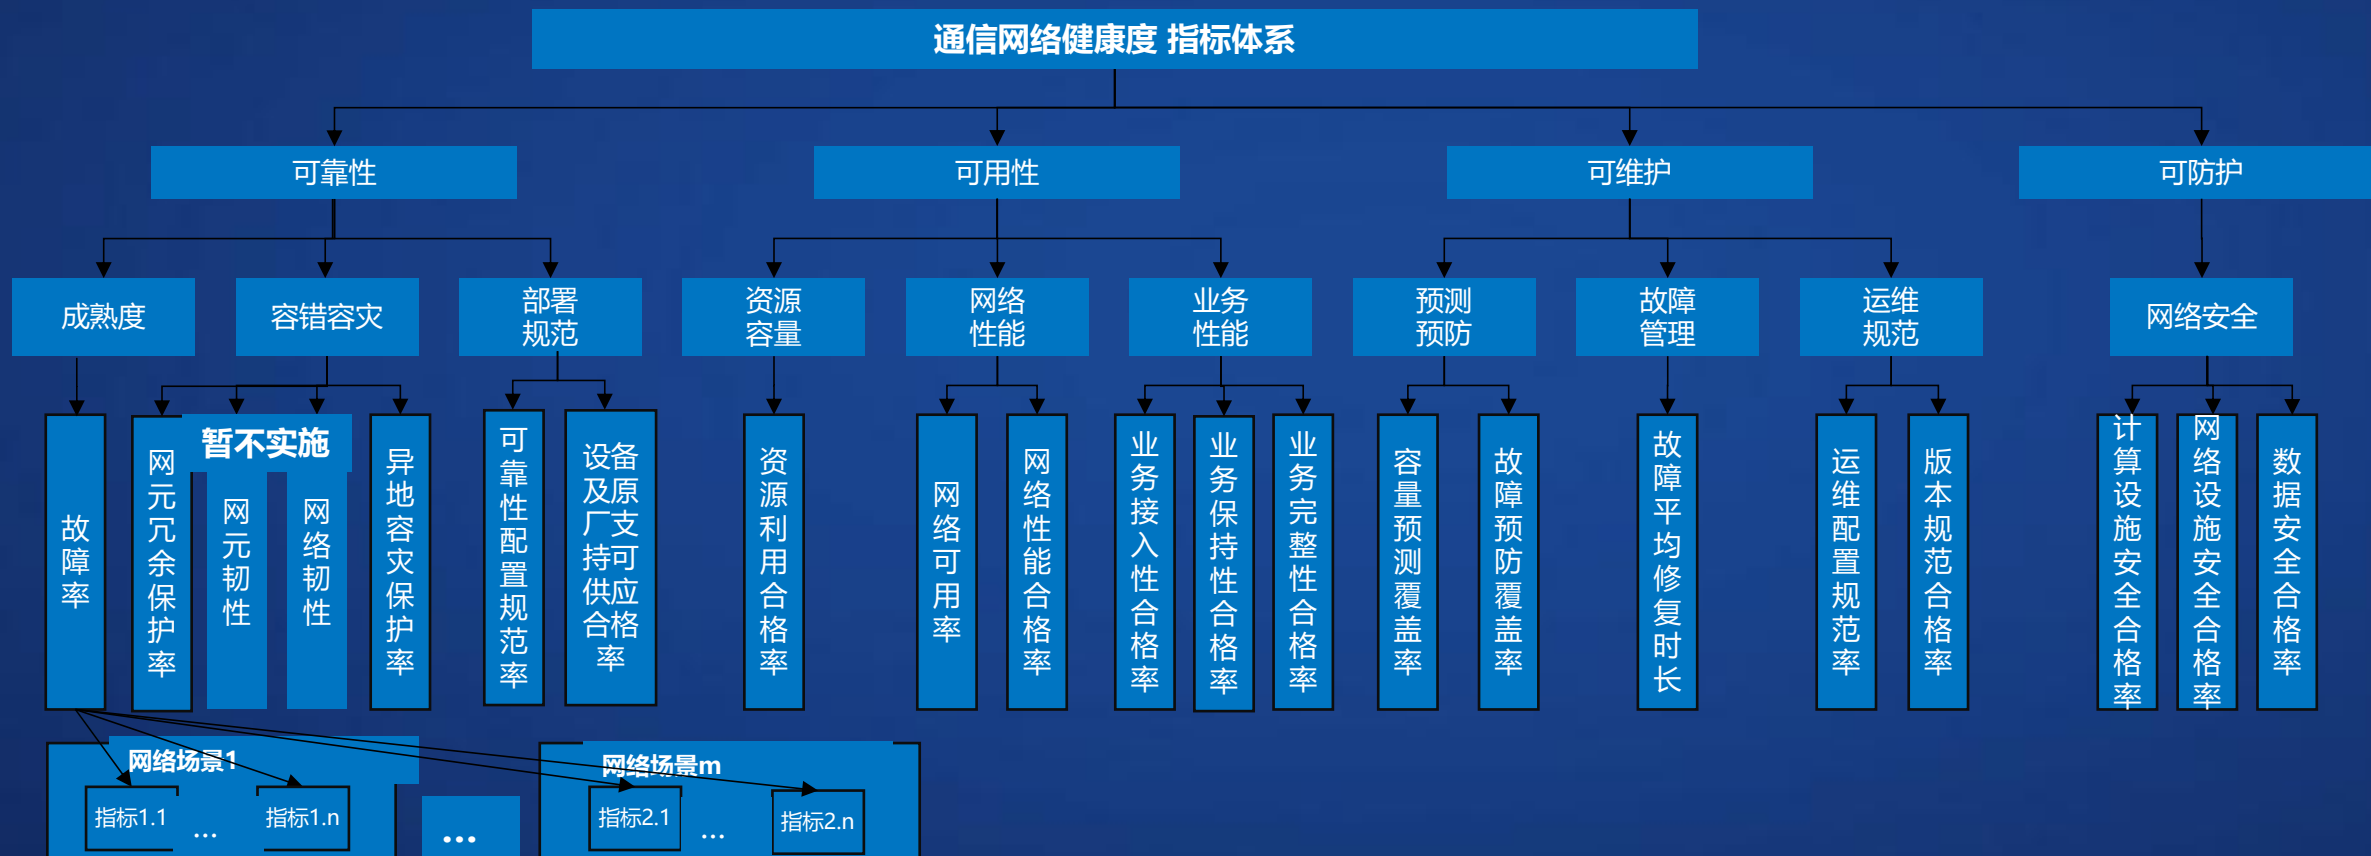 通信网络健康度 指标体系
可靠性
可用性
可维护
可防护
成熟度
容错容灾
部署
规范
资源
容量
网络
性能
业务
性能
预测
预防
故障
管理
运维
规范
网络安全
暂不实施
故障率
网元冗余保护率
网元韧性
网络韧性
异地容灾保护率
可靠性配置规范率
设备
及原
厂支
持可
供应
合格
率
资源利用合格率
网络可用率
网络性能合格率
业务接入性合格率
业务保持性合格率
业务完整性合格率
容量预测覆盖率
故障预防覆盖率
故障平均修复时长
运维配置规范率
版本规范合格率
计算设施安全合格率
网络设施安全合格率
数据安全合格率
网络场景1
网络场景m
指标1.1
...
指标1.n
...
指标2.1
...
指标2.n